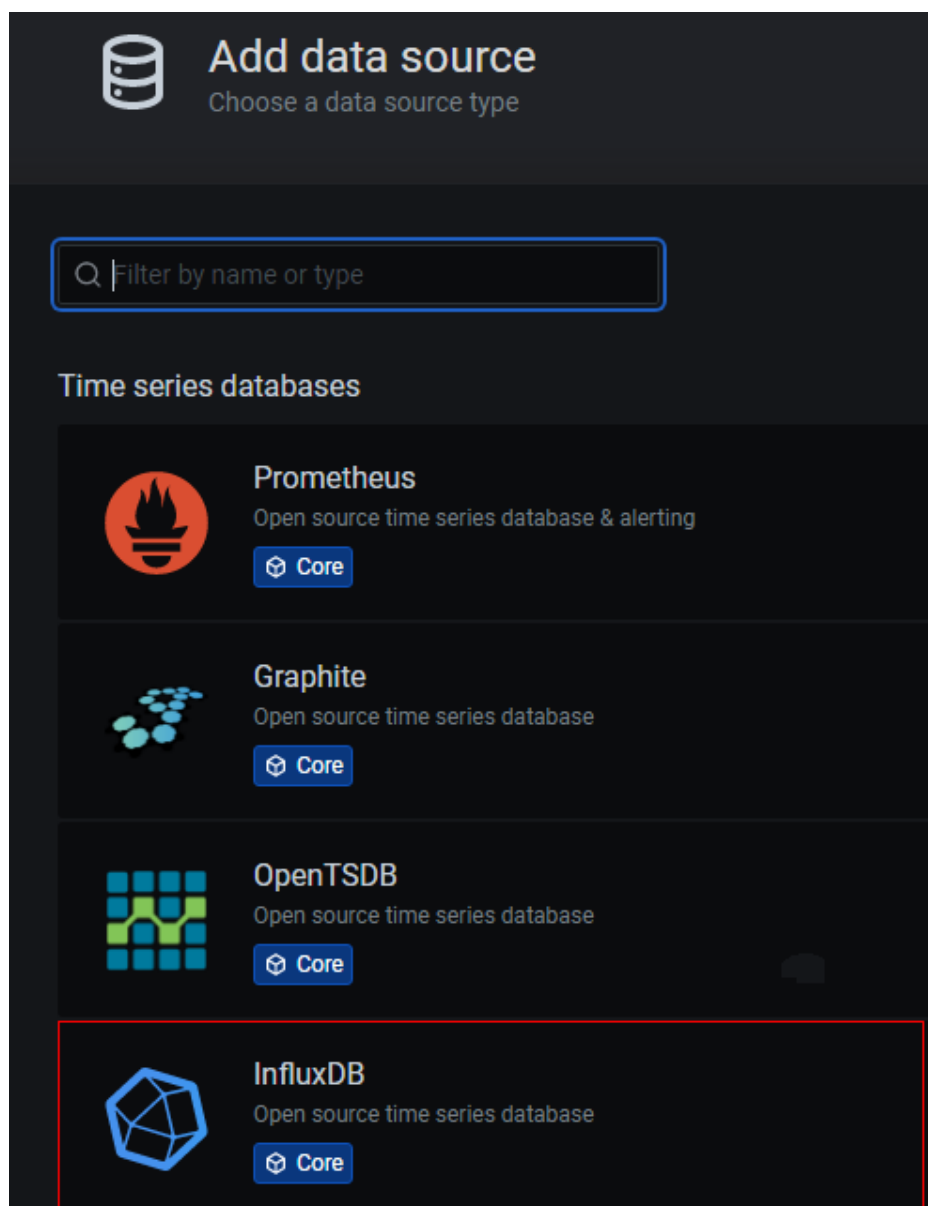 Add data source
Choose a data source type
Filter by name or type
Time series databases
Prometheus
Open source time series database & alerting
Core
Graphite
Open source time series database
Core
OpenTSDB
Open source time series database
Core
InfluxDB
Open source time series database
Core